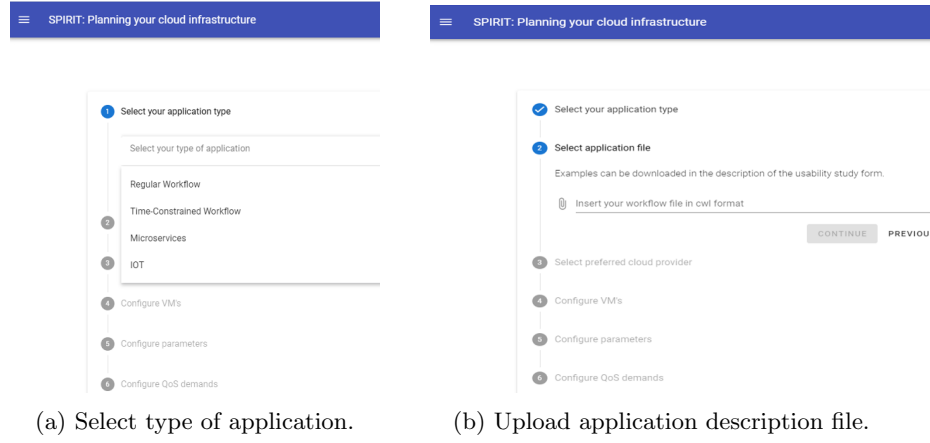 SPIRIT: Planning your cloud infrastructure
1 Select your application type
Select your type of application
Regular Workflow
Time-Constrained Workflow
2
Microservices
3
IOT
4 Configure VM's
5 Configure parameters
6 Configure QoS demands
(a) Select type of application.
SPIRIT: Planning your cloud infrastructure
Select your application type
2 Select application file
Examples can be downloaded in the description of the usability study form.
Insert your workflow file in cwl format
CONTINUE PREVIOU
3 Select preferred cloud provider
4 Configure VM's
5 Configure parameters
6 Configure QoS demands
(b) Upload application description file.